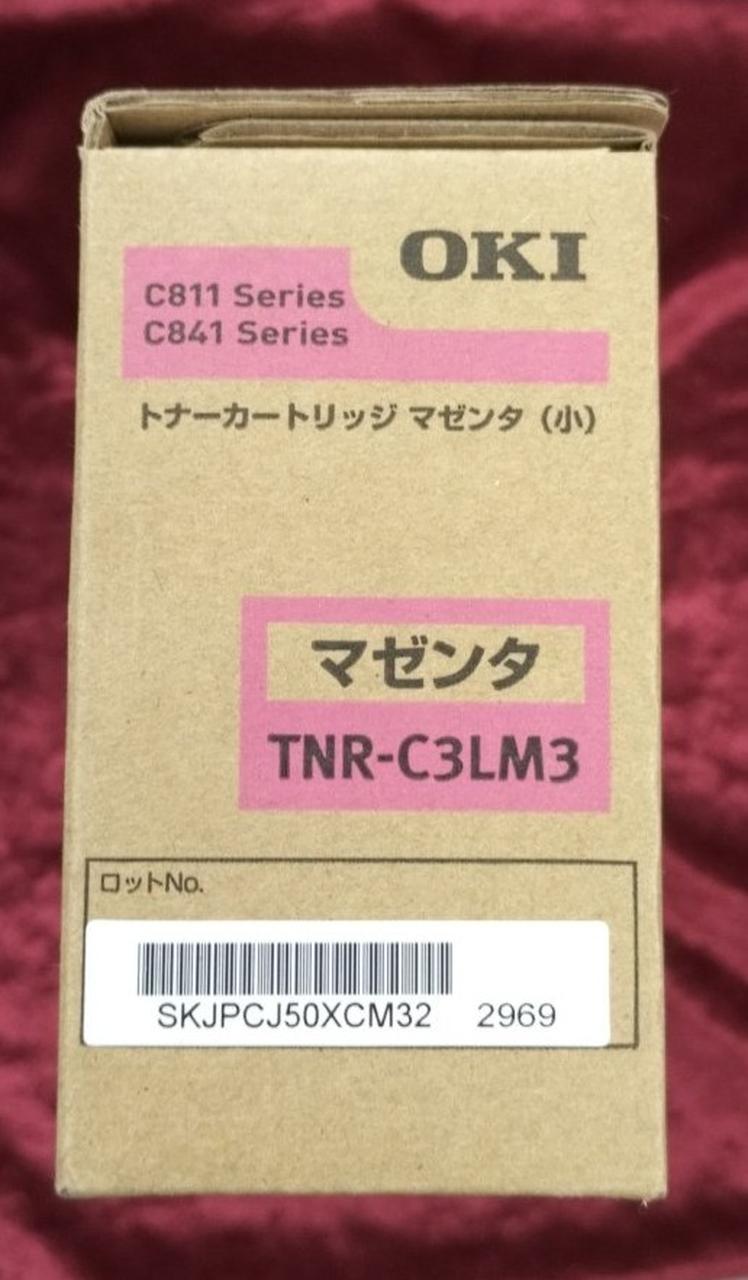 OKI
C811 Series
C841 Series
トナーカートリッジ マゼンタ（小）
マゼンタ
TNR-C3LM3
ロットNo.
SKJPCJ50XCM32 2969